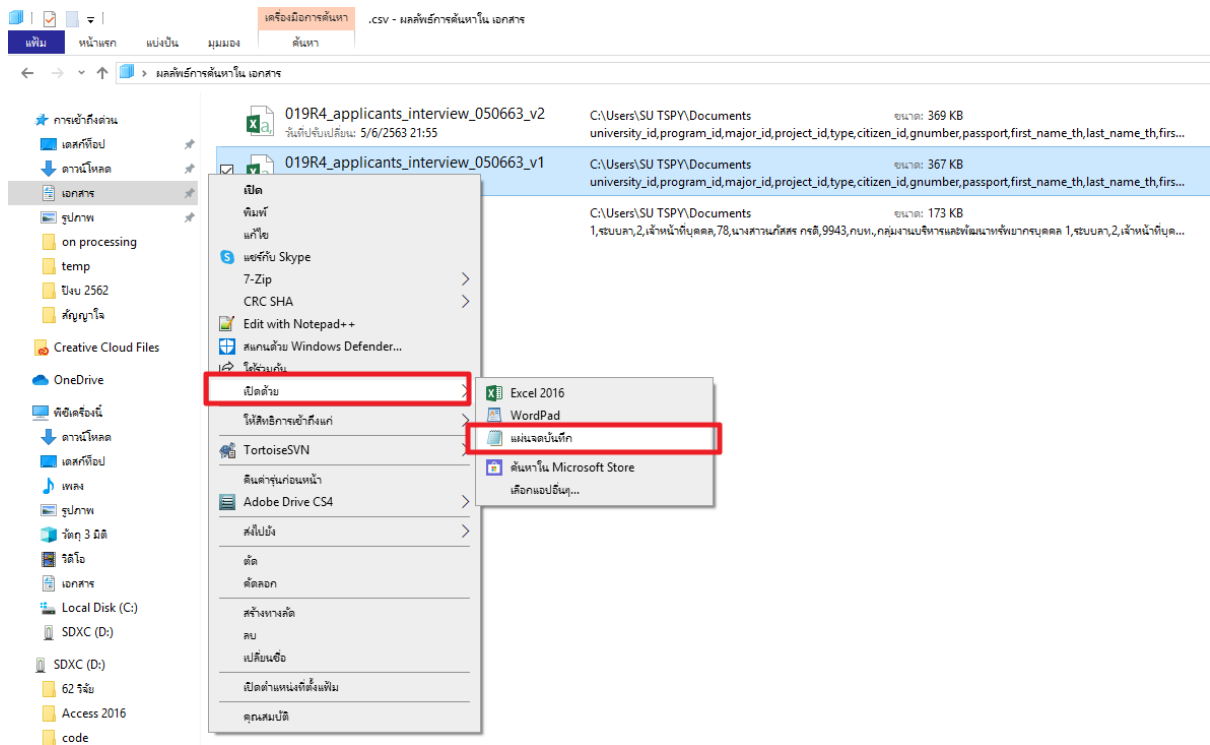 เครื่องมือการค้นหา
.csv - ผลลัพธ์การค้นหาใน เอกสาร
แฟ้ม
หน้าแรก
แบ่งปัน
มุมมอง
ค้นหา
ผลลัพธ์การค้นหาใน เอกสาร
การเข้าถึงด่วน
เดสก์ท็อป
ดาวน์โหลด
เอกสาร
รูปภาพ
on processing
temp
ปีงบ 2562
สัญญาใจ
Creative Cloud Files
OneDrive
พีซีเครื่องนี้
ดาวน์โหลด
เดสก์ท็อป
เพลง
รูปภาพ
วัตถุ 3 มิติ
วิดีโอ
เอกสาร
Local Disk (C:)
SDXC (D:)
SDXC (D:)
62 วิจัย
Access 2016
code
019R4_applicants_interview_050663_v2
วันที่ปรับเปลี่ยน: 5/6/2563 21:55
C:\Users\SU TSPY\Documents
ขนาด: 369 KB
university_id,program_id,major_id,project_id,type,citizen_id,gnumber,passport,first_name_th,last_name_th,firs...
019R4_applicants_interview_050663_v1
C:\Users\SU TSPY\Documents
ขนาด: 367 KB
university_id,program_id,major_id,project_id,type,citizen_id,gnumber,passport,first_name_th,last_name_th,firs...
C:\Users\SU TSPY\Documents
ขนาด: 173 KB
1,ระบบลา,2,เจ้าหน้าที่บุคคล,78,นางสาวนภัสสร กรดี,9943,กบท.,กลุ่มงานบริหารและพัฒนาทรัพยากรบุคคล 1,ระบบลา,2,เจ้าหน้าที่บุค...
เปิด
พิมพ์
แก้ไข
แชร์กับ Skype
7-Zip
CRC SHA
Edit with Notepad++
สแกนด้วย Windows Defender...
ใช้ร่วมกัน
เปิดด้วย
ให้สิทธิการเข้าถึงแก่
TortoiseSVN
คืนค่ารุ่นก่อนหน้า
Adobe Drive CS4
ส่งไปยัง
ตัด
คัดลอก
สร้างทางลัด
ลบ
เปลี่ยนชื่อ
เปิดตำแหน่งที่ตั้งแฟ้ม
คุณสมบัติ
Excel 2016
WordPad
แผ่นจดบันทึก
ค้นหาใน Microsoft Store
เลือกแอปอื่นๆ...